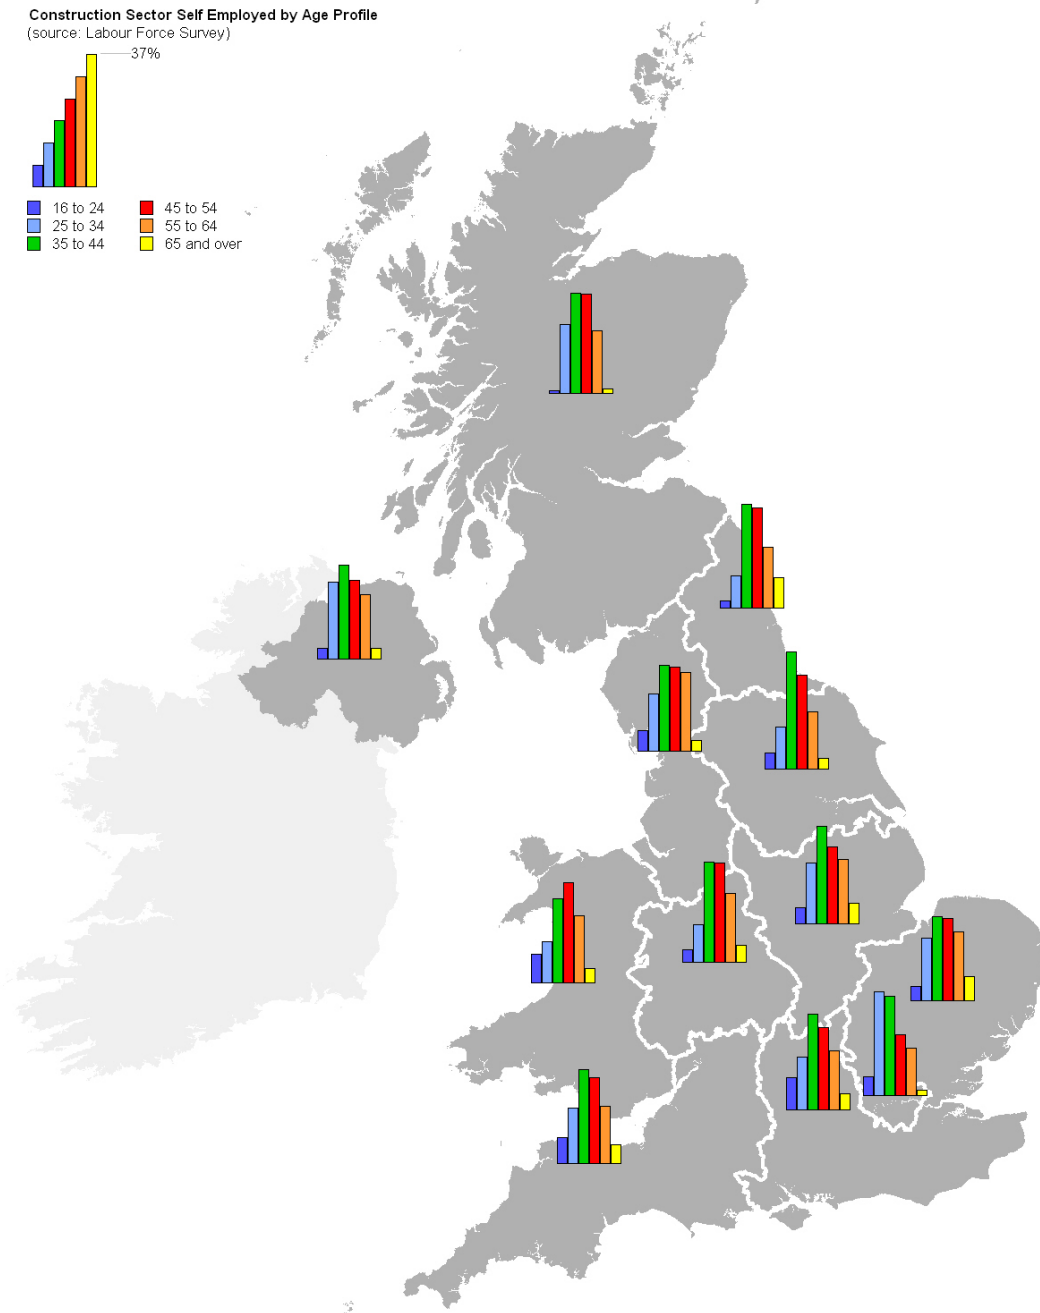 Construction Sector Self Employed by Age Profile
(source: Labour Force Survey)
37%
16 to 24
45 to 54
25 to 34
55 to 64
35 to 44
65 and over